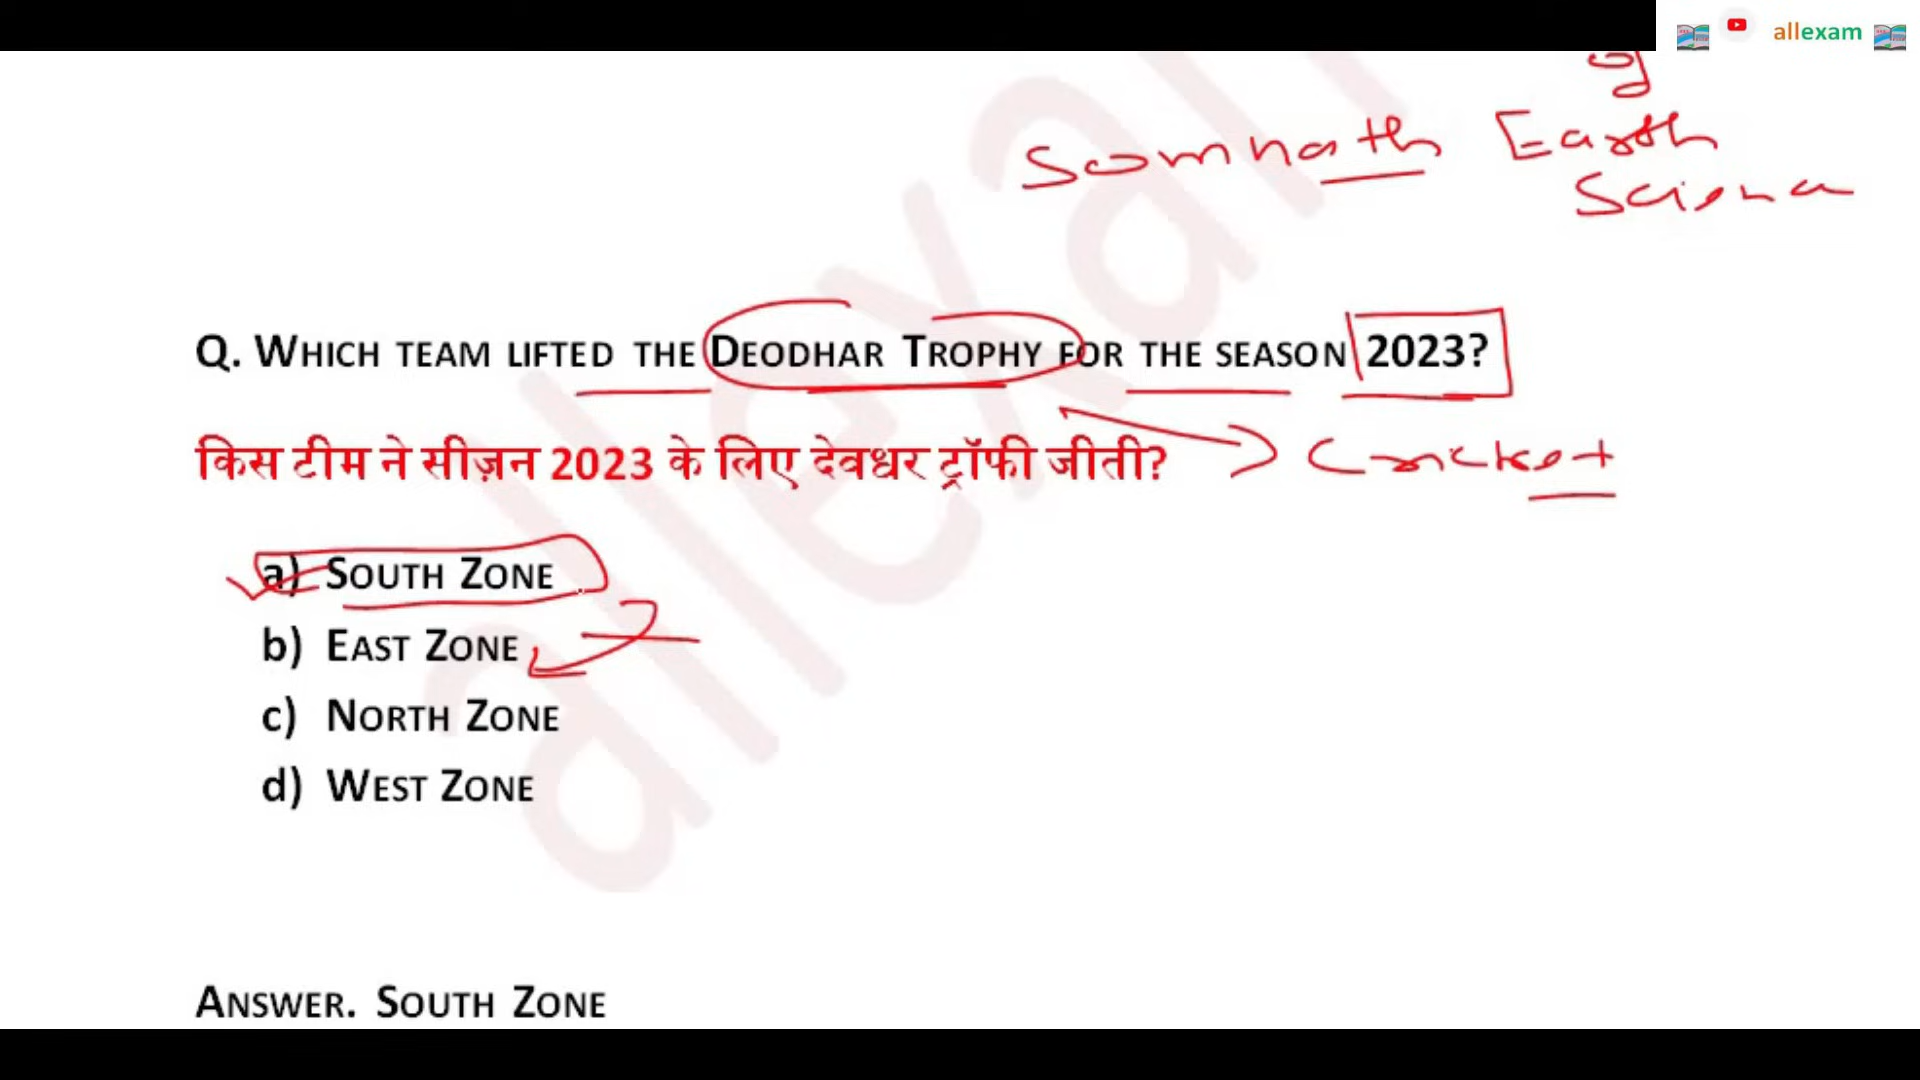 allexam
Somnath Earth
Q. Which team lifted the Deodhar Trophy for the season 2023?
किस टीम ने सीज़न 2023 के लिए देवधर ट्रॉफी जीती?
Cricket
a) South Zone
b) East Zone
c) North Zone
d) West Zone
Answer. South Zone